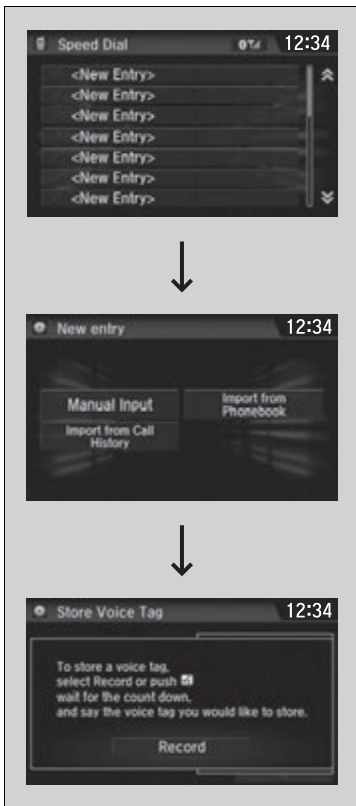 Speed Dial 12:34
<New Entry>
<New Entry>
<New Entry>
<New Entry>
<New Entry>
<New Entry>
<New Entry>
New entry 12:34
Manual Input
Import from
Phonebook
Import from Call
History
Store Voice Tag 12:34
To store a voice tag,
select Record or push
wait for the count down,
and say the voice tag you would like to store.
Record